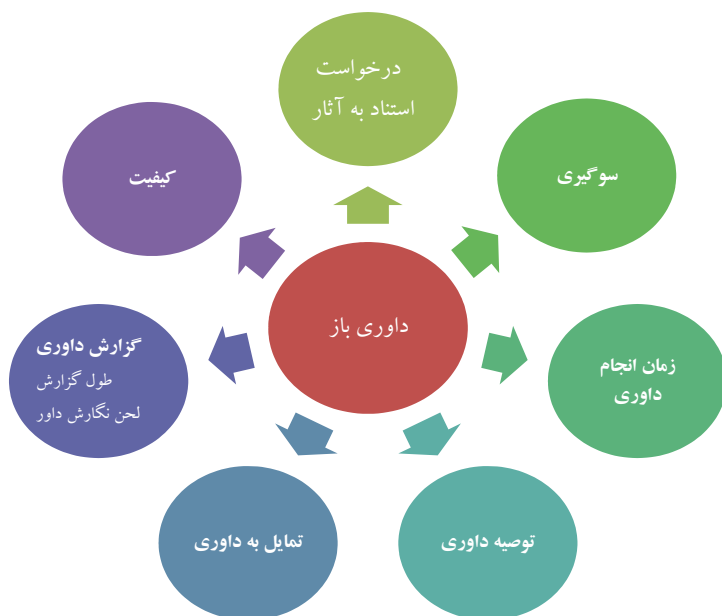 درخواست
استناد به آثار
سوگیری
زمان انجام
داوری
توصیه داوری
تمایل به داوری
گزارش داوری
طول گزارش
لحن نگارش داور
کیفیت
داوری باز